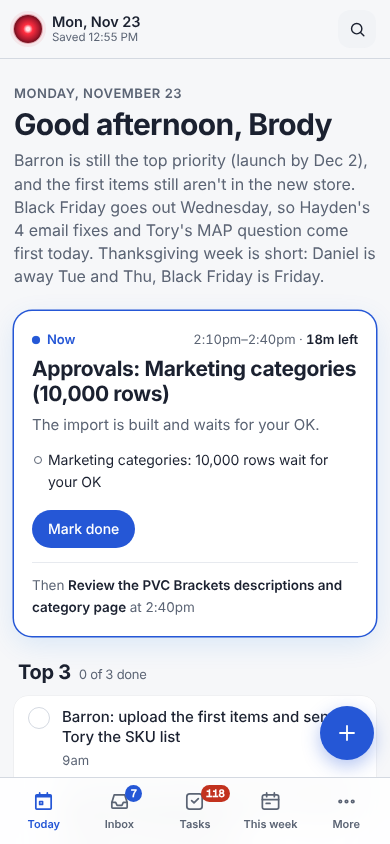 Mon, Nov 23
Saved 12:55 PM
MONDAY, NOVEMBER 23
Good afternoon, Brody
Barron is still the top priority (launch by Dec 2),
and the first items still aren't in the new store.
Black Friday goes out Wednesday, so Hayden's
4 email fixes and Tory's MAP question come
first today. Thanksgiving week is short: Daniel is
away Tue and Thu, Black Friday is Friday.
Now 2:10pm–2:40pm · 18m left
Approvals: Marketing categories
(10,000 rows)
The import is built and waits for your OK.
Marketing categories: 10,000 rows wait for
your OK
Mark done
Then Review the PVC Brackets descriptions and
category page at 2:40pm
Top 3 0 of 3 done
Barron: upload the first items and
Tory the SKU list
9am
7 118
Today Inbox Tasks This week More